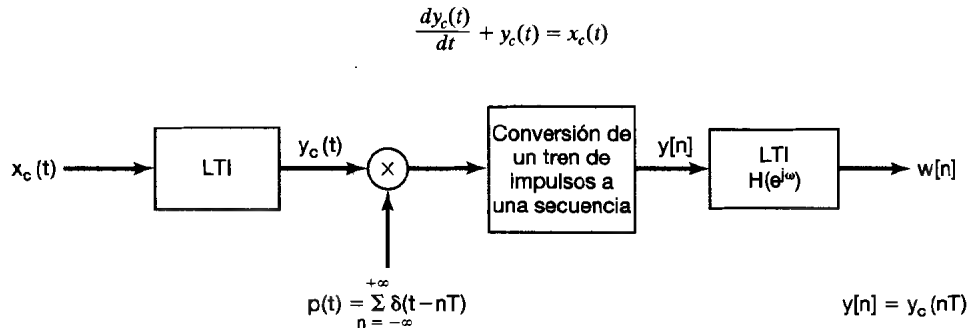 dy_c(t)/dt + y_c(t) = x_c(t)
x_c(t)
LTI
y_c(t)
×
Conversión de
un tren de
impulsos a
una secuencia
y[n]
LTI
H(e^{jω})
w[n]
p(t) = Σ_{n = −∞}^{+∞} δ(t−nT)
y[n] = y_c(nT)